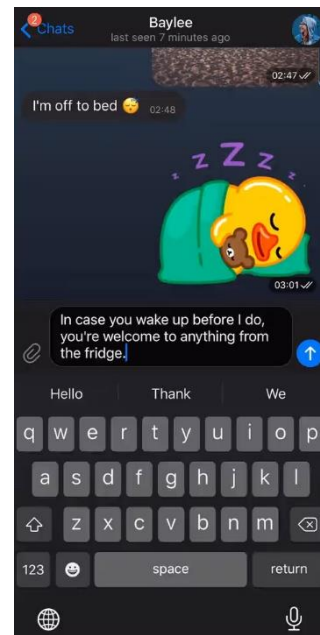 2
Chats
Baylee
last seen 7 minutes ago
02:47
I'm off to bed 😴 02:48
z z Z z z
03:01
In case you wake up before I do,
you're welcome to anything from
the fridge.
Hello Thank We
q w e r t y u i o p
a s d f g h j k l
z x c v b n m
123 space return